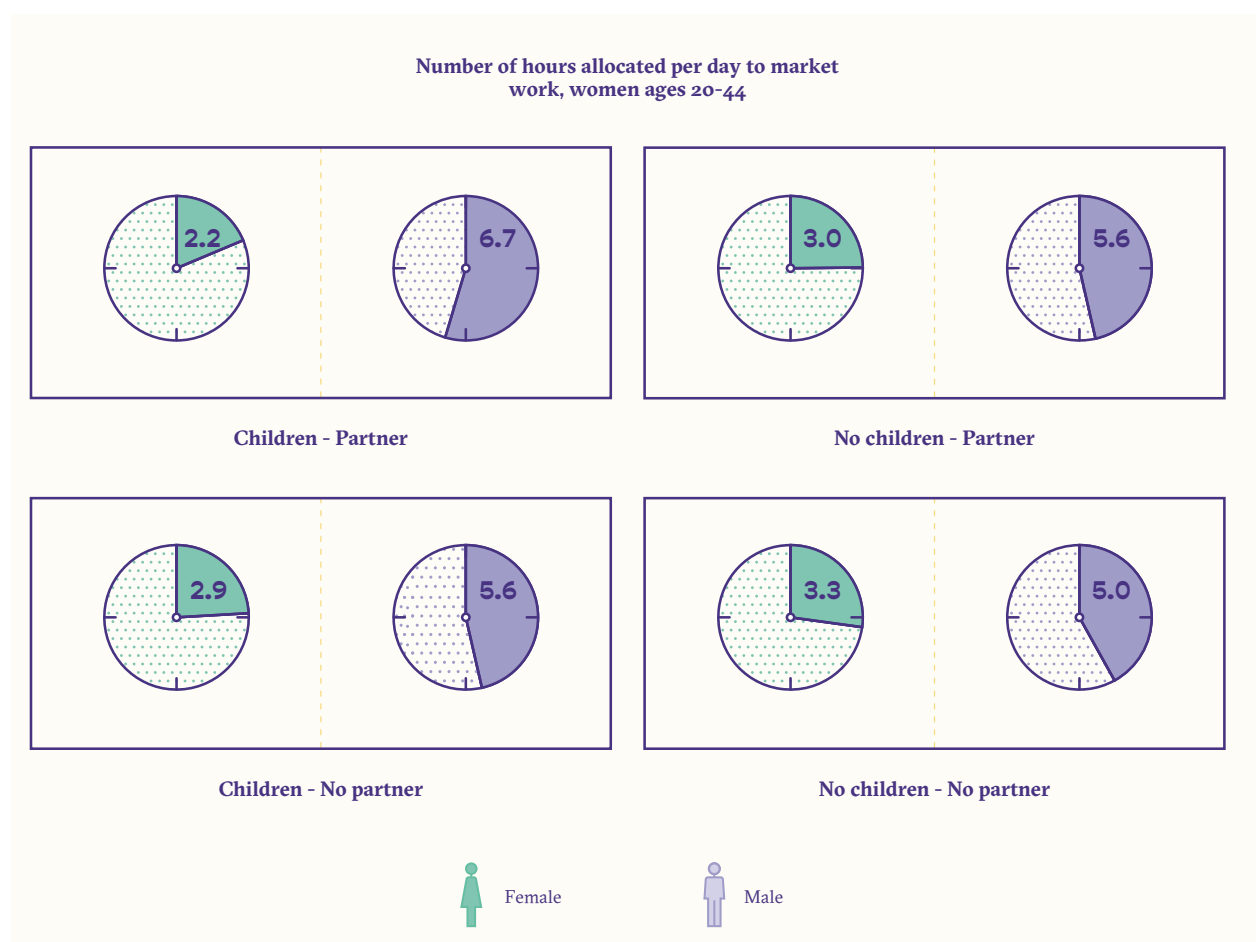 Number of hours allocated per day to market
work, women ages 20-44
2.2
6.7
3.0
5.6
Children - Partner
No children - Partner
2.9
5.6
3.3
5.0
Children - No partner
No children - No partner
Female
Male